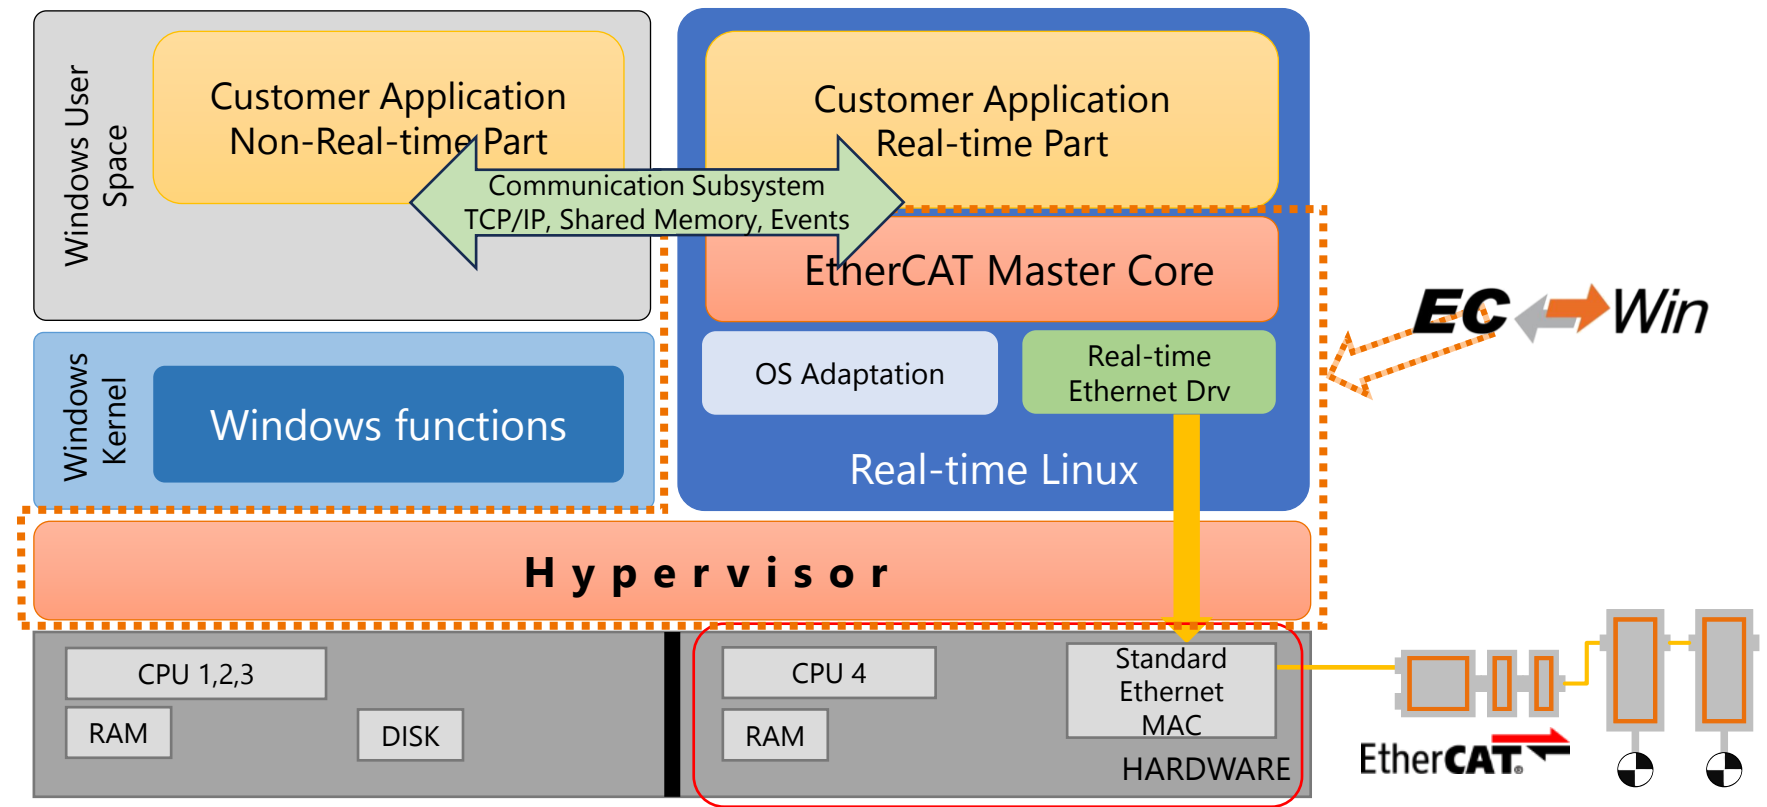 Windows User
Space
Customer Application
Non-Real-time Part
Customer Application
Real-time Part
Communication Subsystem
TCP/IP, Shared Memory, Events
EtherCAT Master Core
EC Win
Windows
Kernel
Windows functions
OS Adaptation
Real-time
Ethernet Drv
Real-time Linux
Hypervisor
CPU 1,2,3
RAM
DISK
CPU 4
RAM
Standard
Ethernet
MAC
HARDWARE
EtherCAT®